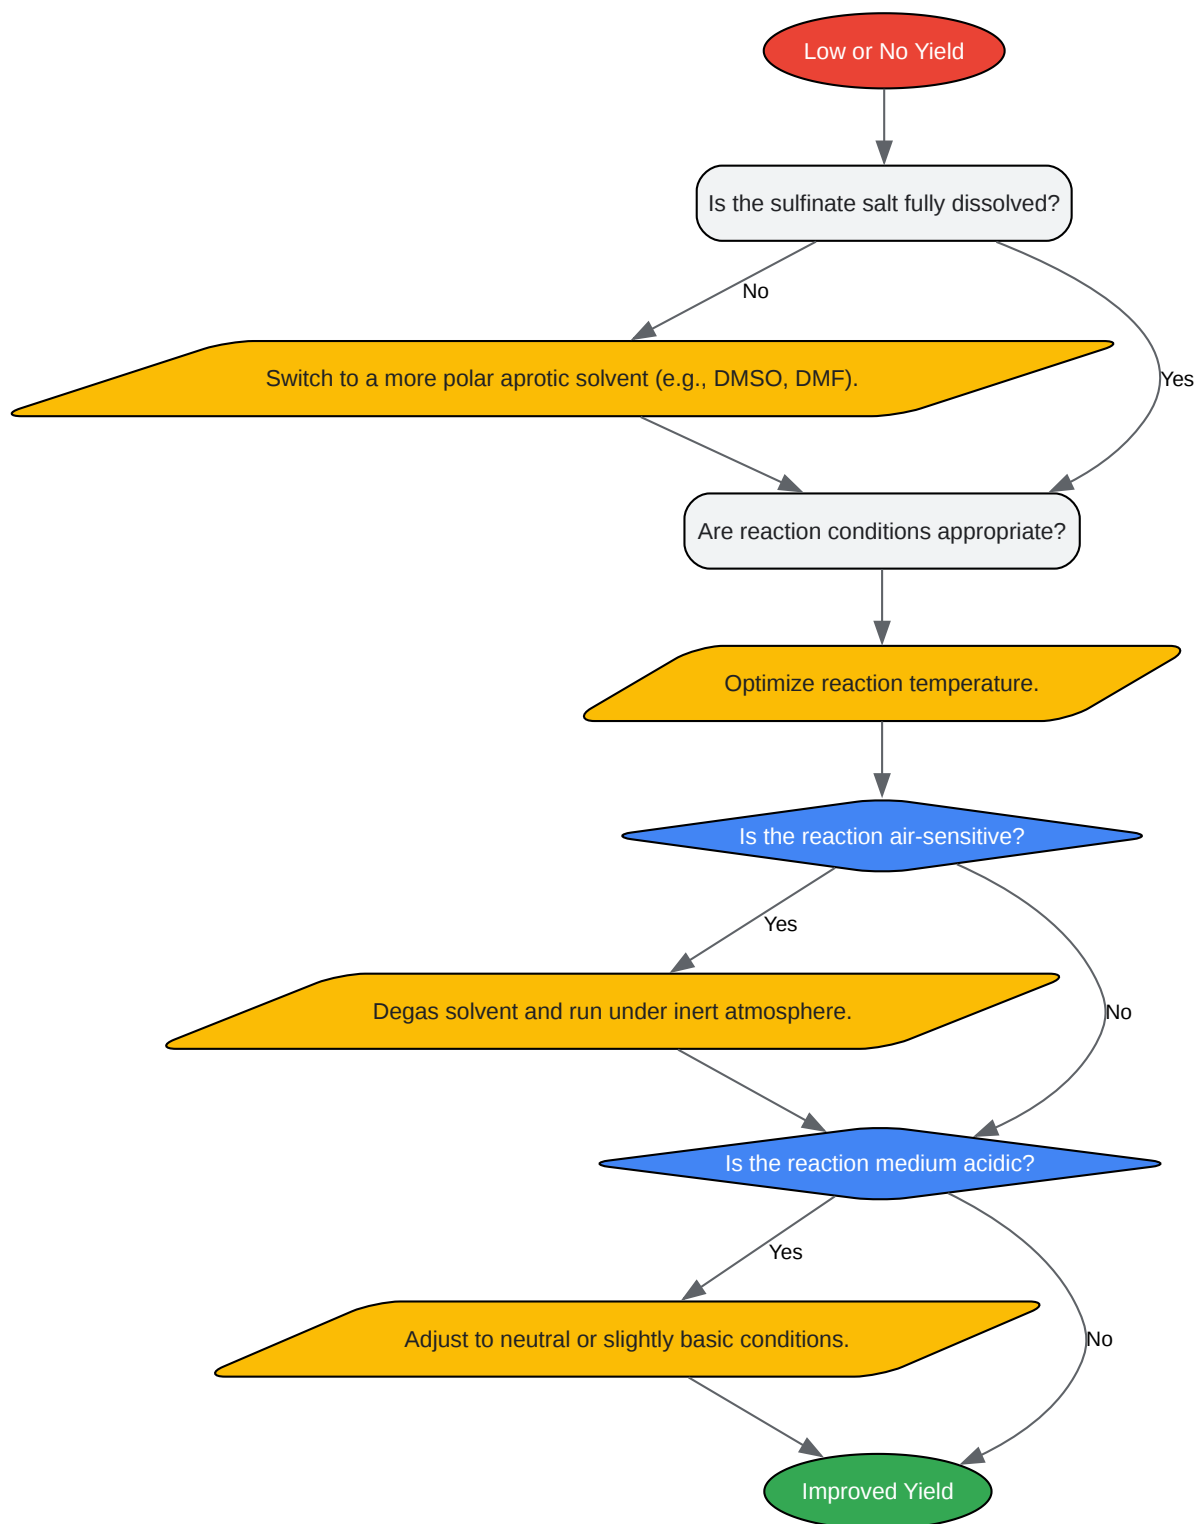 Low or No Yield
Is the sulfinate salt fully dissolved?
No
Switch to a more polar aprotic solvent (e.g., DMSO, DMF).
Yes
Are reaction conditions appropriate?
Optimize reaction temperature.
Is the reaction air-sensitive?
Yes
Degas solvent and run under inert atmosphere.
No
Is the reaction medium acidic?
Yes
Adjust to neutral or slightly basic conditions.
No
Improved Yield